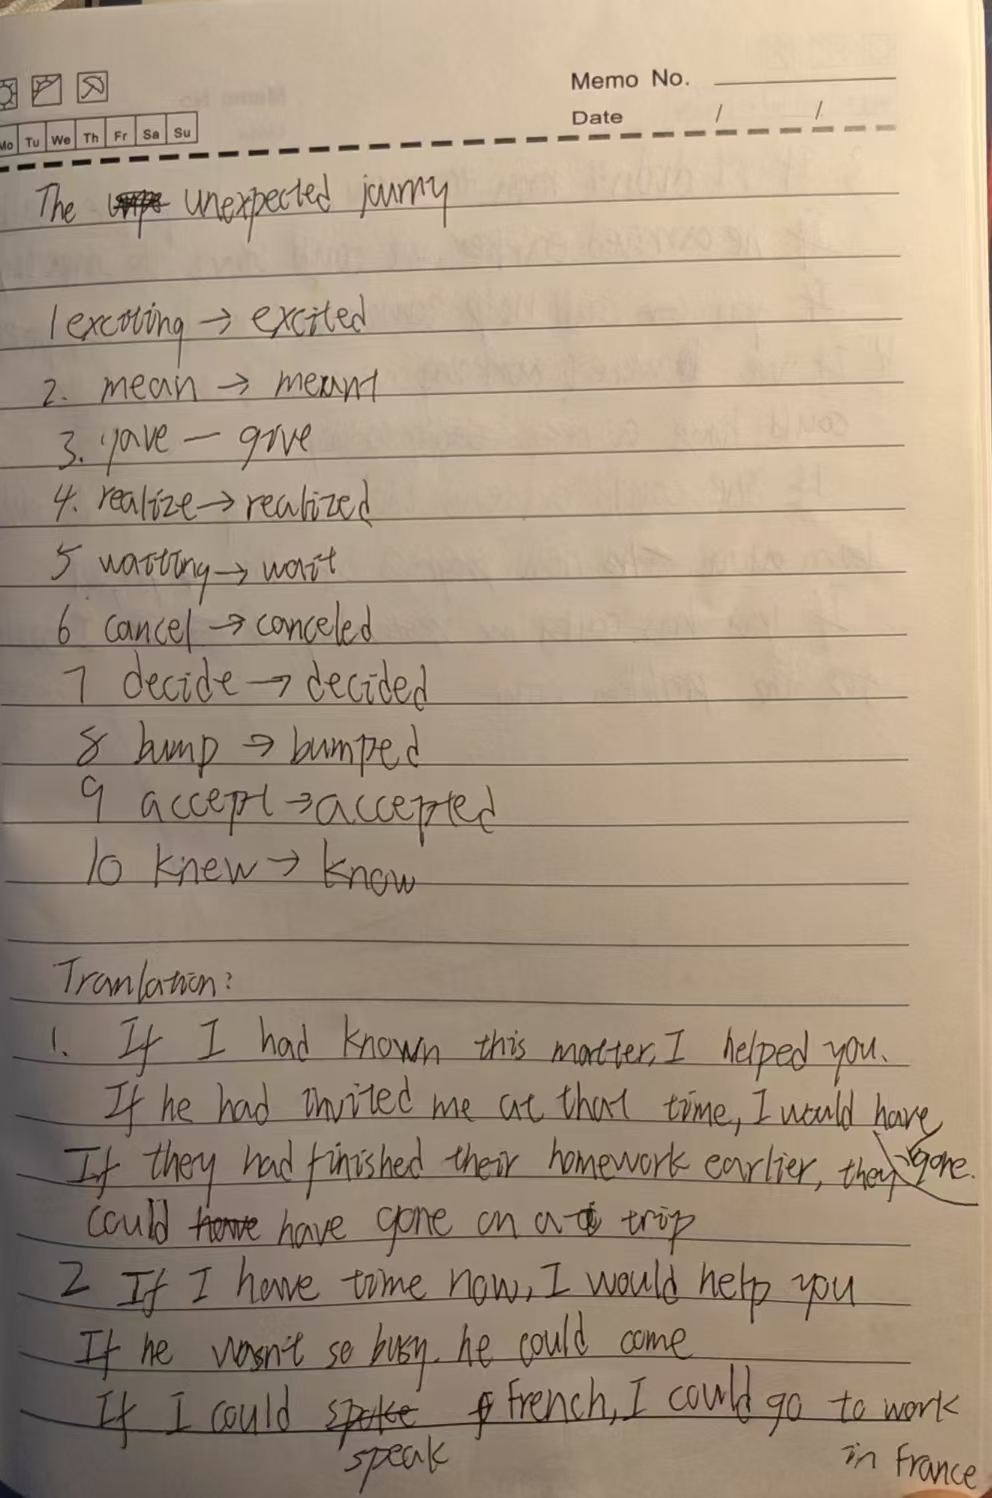 Memo No.
Date / /
Mo Tu We Th Fr Sa Su
The unexpected journy
1 exciting → excited
2. mean → meant
3. gave — give
4. realize → realized
5 waiting → wait
6 cancel → canceled
7 decide → decided
8 bump → bumped
9 accept → accepted
10 knew → know
Tranlation:
1. If I had known this matter, I helped you.
If he had invited me at that time, I would have gone.
If they had finished their homework earlier, they
could have gone on a trip
2 If I have time now, I would help you
If he wasn't so busy. he could come
If I could speak French, I could go to work
in France